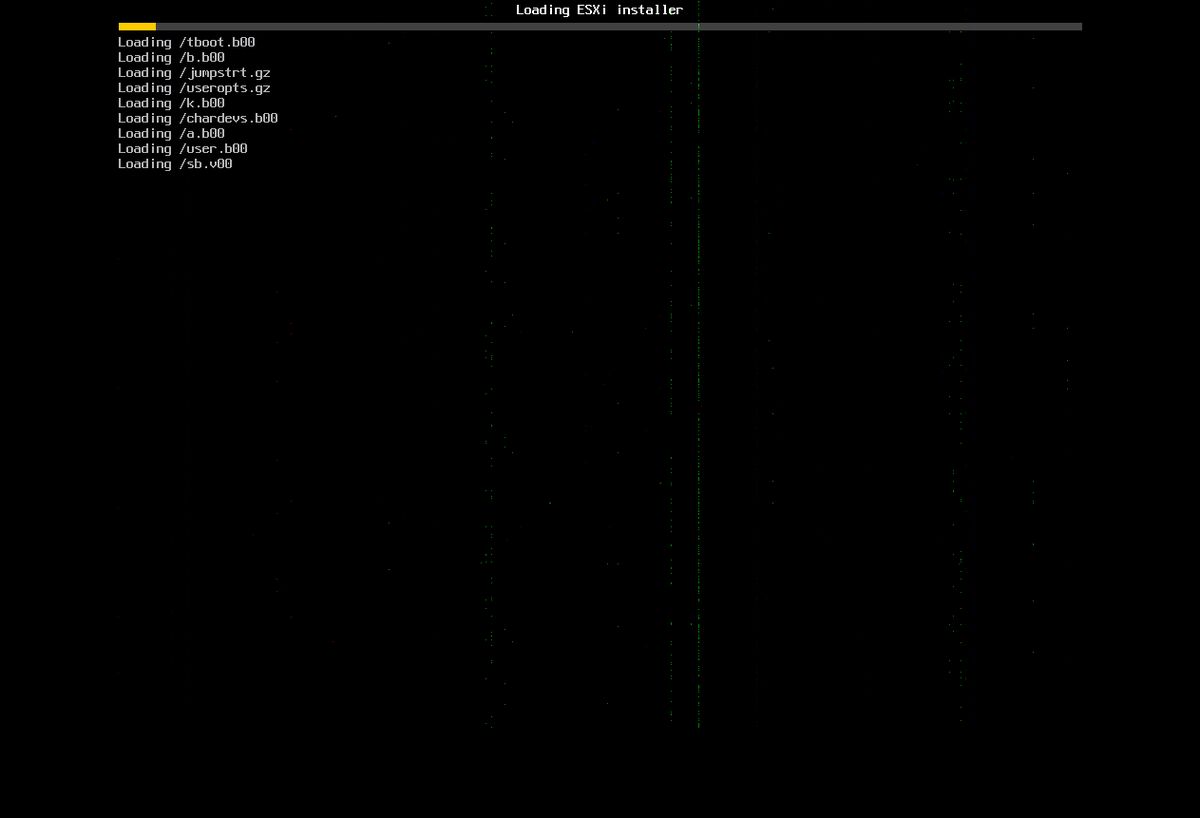 Loading ESXi installer
Loading /tboot.b00
Loading /b.b00
Loading /jumpstrt.gz
Loading /useropts.gz
Loading /k.b00
Loading /chardevs.b00
Loading /a.b00
Loading /user.b00
Loading /sb.v00